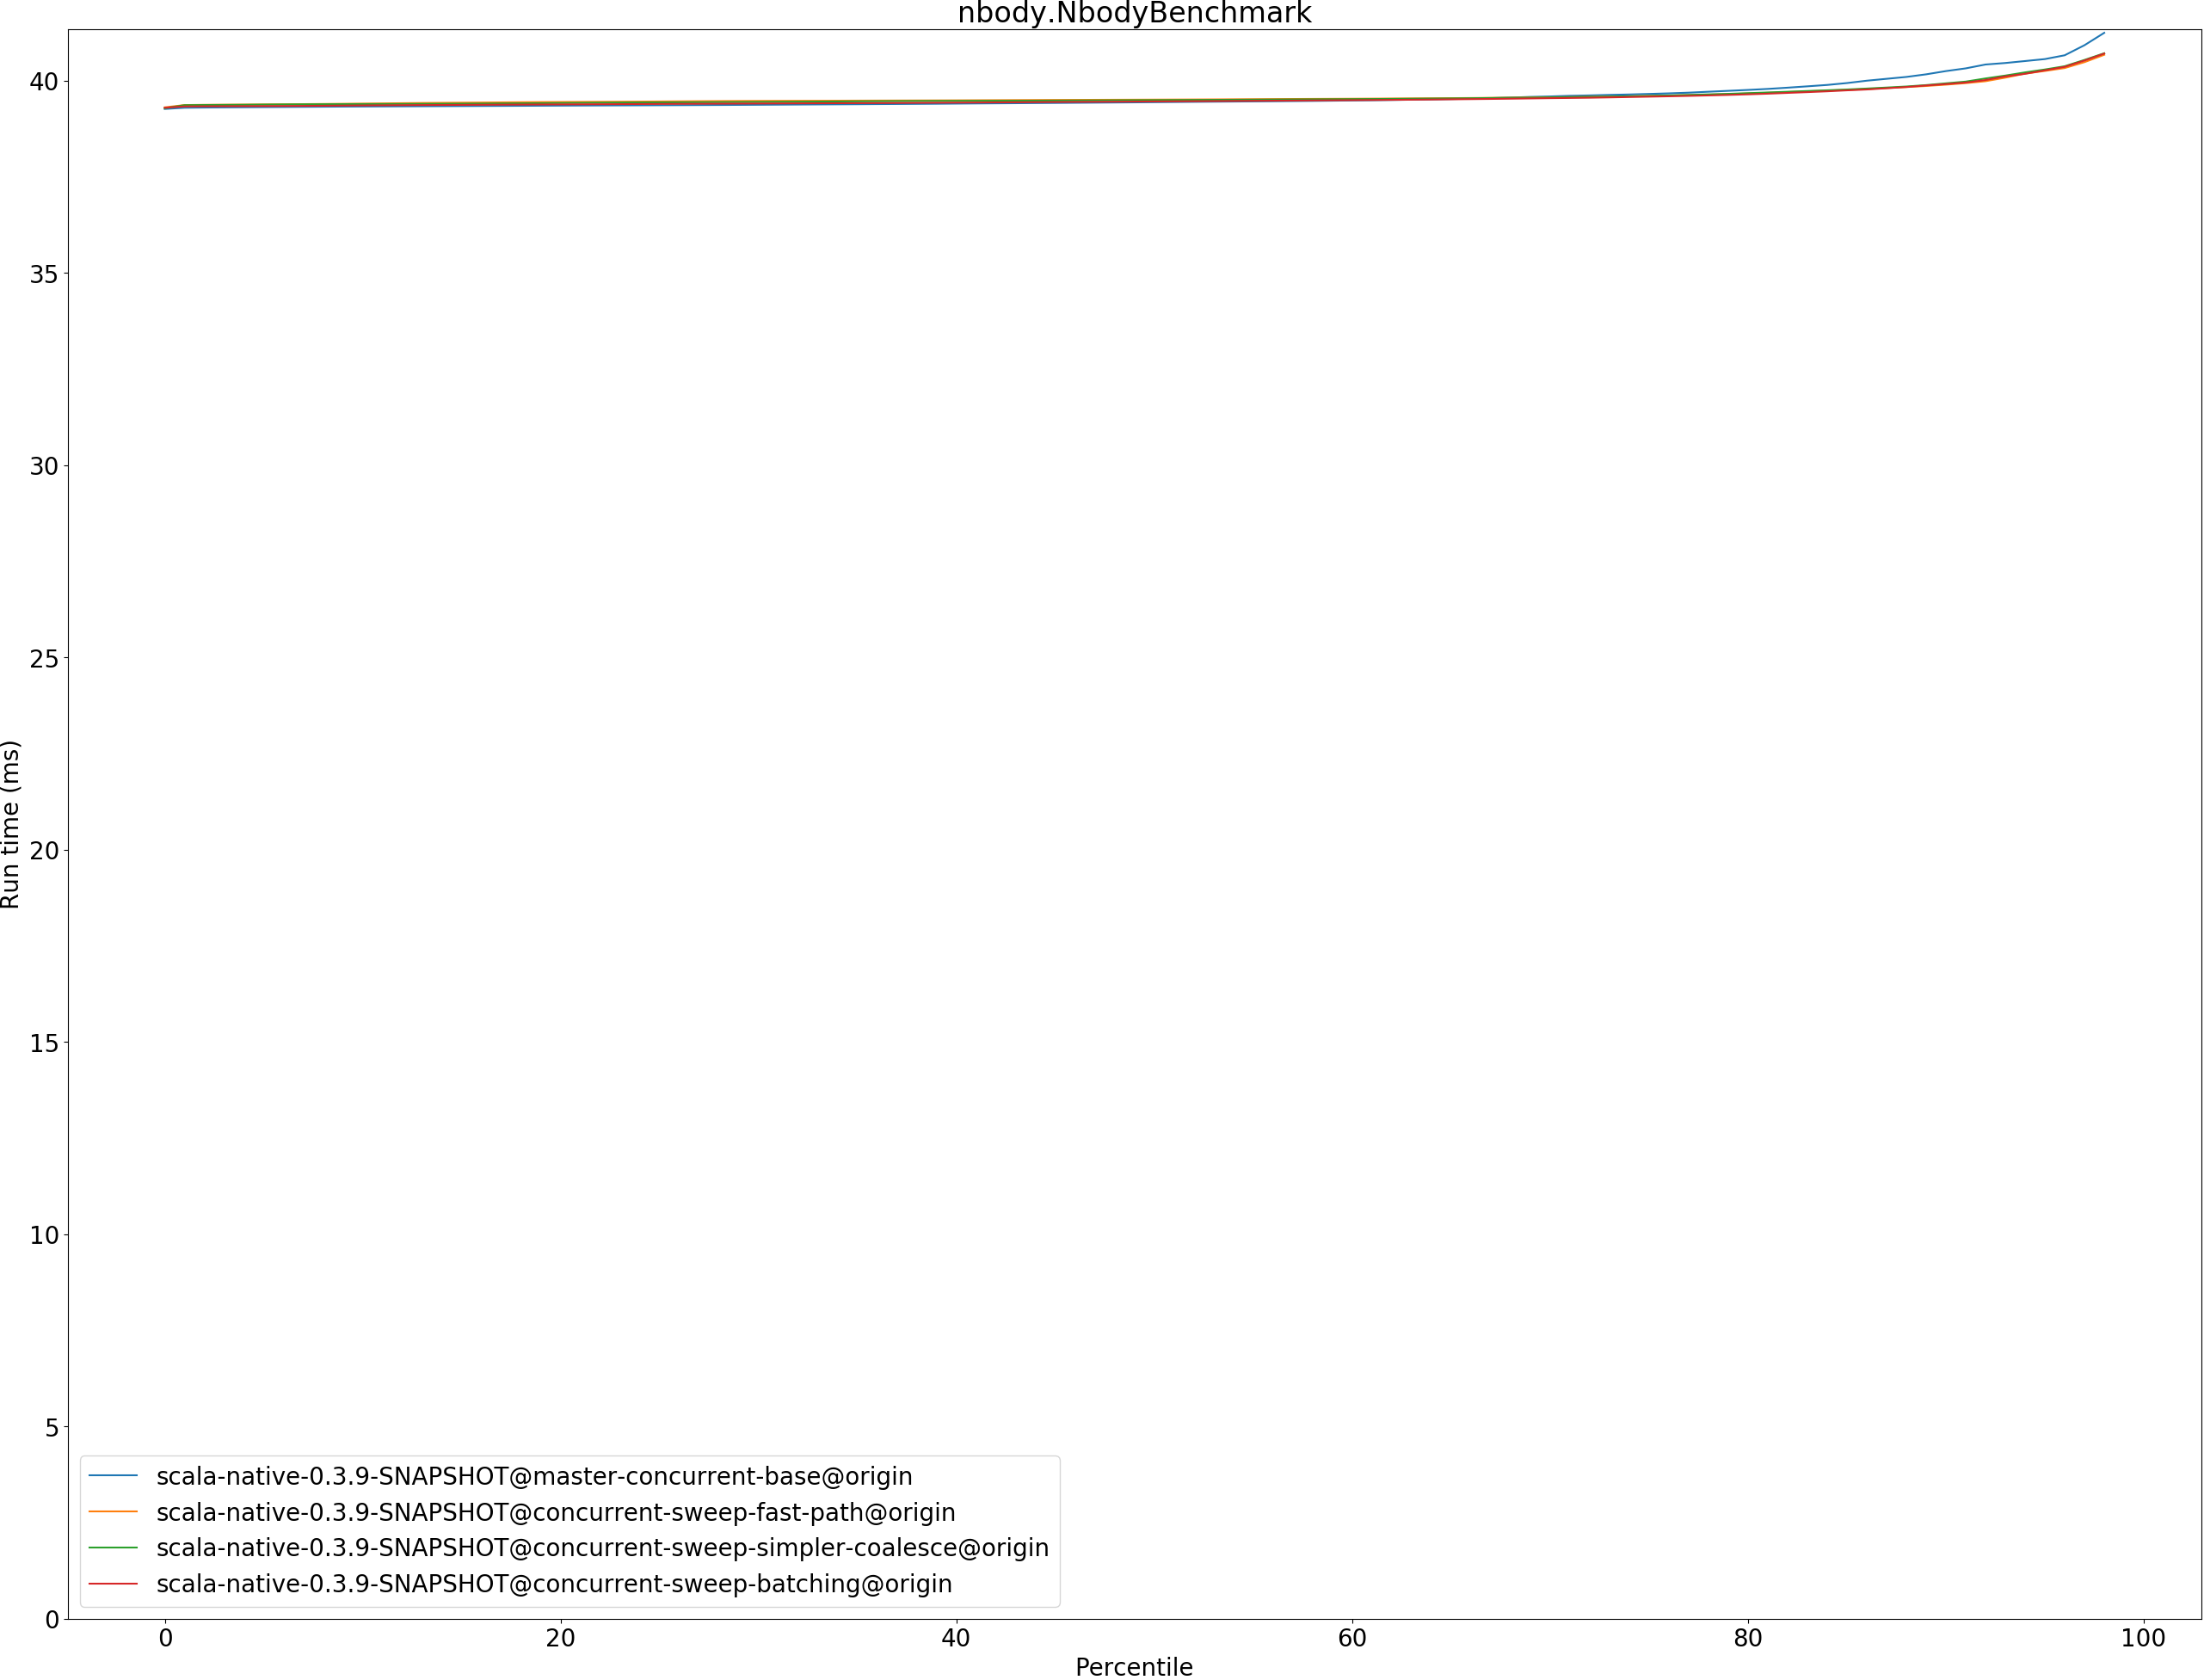 nbody.NbodyBenchmark
40
35
30
25
20
15
10
5
0
Run time (ms)
0 20 40 60 80 100
Percentile
scala-native-0.3.9-SNAPSHOT@master-concurrent-base@origin
scala-native-0.3.9-SNAPSHOT@concurrent-sweep-fast-path@origin
scala-native-0.3.9-SNAPSHOT@concurrent-sweep-simpler-coalesce@origin
scala-native-0.3.9-SNAPSHOT@concurrent-sweep-batching@origin